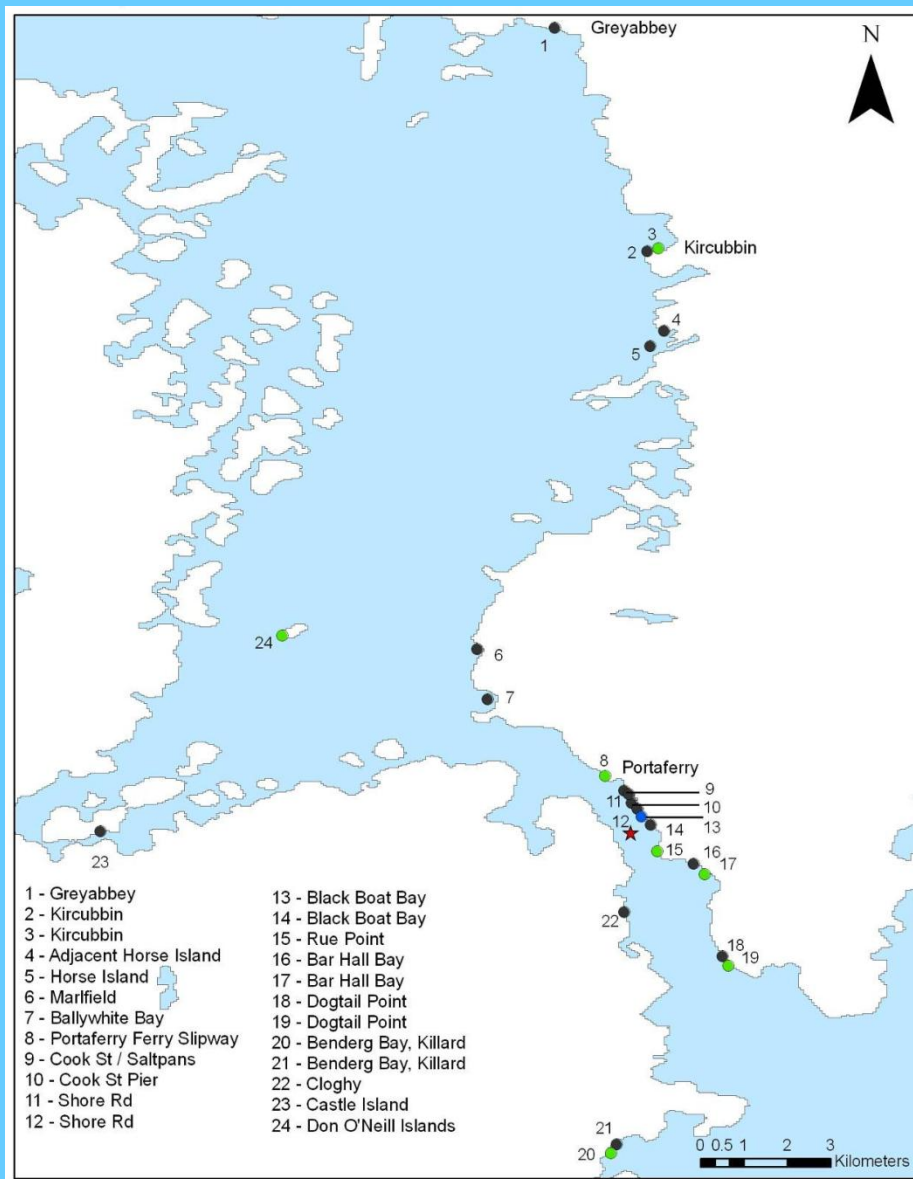 Greyabbey
1
N
3
Kircubbin
2
4
5
24
6
7
8
Portaferry
9
11
10
12
14
13
15
16
17
23
22
18
19
1 - Greyabbey
2 - Kircubbin
3 - Kircubbin
4 - Adjacent Horse Island
5 - Horse Island
6 - Marlfield
7 - Ballywhite Bay
8 - Portaferry Ferry Slipway
9 - Cook St / Saltpans
10 - Cook St Pier
11 - Shore Rd
12 - Shore Rd
13 - Black Boat Bay
14 - Black Boat Bay
15 - Rue Point
16 - Bar Hall Bay
17 - Bar Hall Bay
18 - Dogtail Point
19 - Dogtail Point
20 - Benderg Bay, Killard
21 - Benderg Bay, Killard
22 - Cloghy
23 - Castle Island
24 - Don O'Neill Islands
21
20
0 0.5 1 2 3
Kilometers